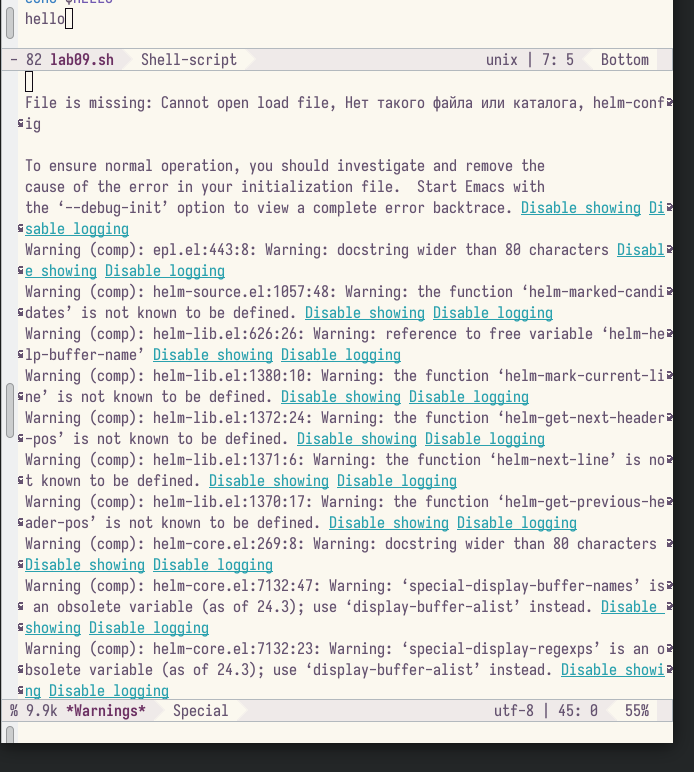 hello
- 82 lab09.sh Shell-script unix | 7: 5 Bottom
File is missing: Cannot open load file, Нет такого файла или каталога, helm-conf
ig
To ensure normal operation, you should investigate and remove the
cause of the error in your initialization file.  Start Emacs with
the ‘--debug-init’ option to view a complete error backtrace. Disable showing Di
sable logging
Warning (comp): epl.el:443:8: Warning: docstring wider than 80 characters Disabl
e showing Disable logging
Warning (comp): helm-source.el:1057:48: Warning: the function ‘helm-marked-candi
dates’ is not known to be defined. Disable showing Disable logging
Warning (comp): helm-lib.el:626:26: Warning: reference to free variable ‘helm-he
lp-buffer-name’ Disable showing Disable logging
Warning (comp): helm-lib.el:1380:10: Warning: the function ‘helm-mark-current-li
ne’ is not known to be defined. Disable showing Disable logging
Warning (comp): helm-lib.el:1372:24: Warning: the function ‘helm-get-next-header
-pos’ is not known to be defined. Disable showing Disable logging
Warning (comp): helm-lib.el:1371:6: Warning: the function ‘helm-next-line’ is no
t known to be defined. Disable showing Disable logging
Warning (comp): helm-lib.el:1370:17: Warning: the function ‘helm-get-previous-he
ader-pos’ is not known to be defined. Disable showing Disable logging
Warning (comp): helm-core.el:269:8: Warning: docstring wider than 80 characters
Disable showing Disable logging
Warning (comp): helm-core.el:7132:47: Warning: ‘special-display-buffer-names’ is
an obsolete variable (as of 24.3); use ‘display-buffer-alist’ instead. Disable
showing Disable logging
Warning (comp): helm-core.el:7132:23: Warning: ‘special-display-regexps’ is an o
bsolete variable (as of 24.3); use ‘display-buffer-alist’ instead. Disable showi
ng Disable logging
% 9.9k *Warnings* Special utf-8 | 45: 0 55%